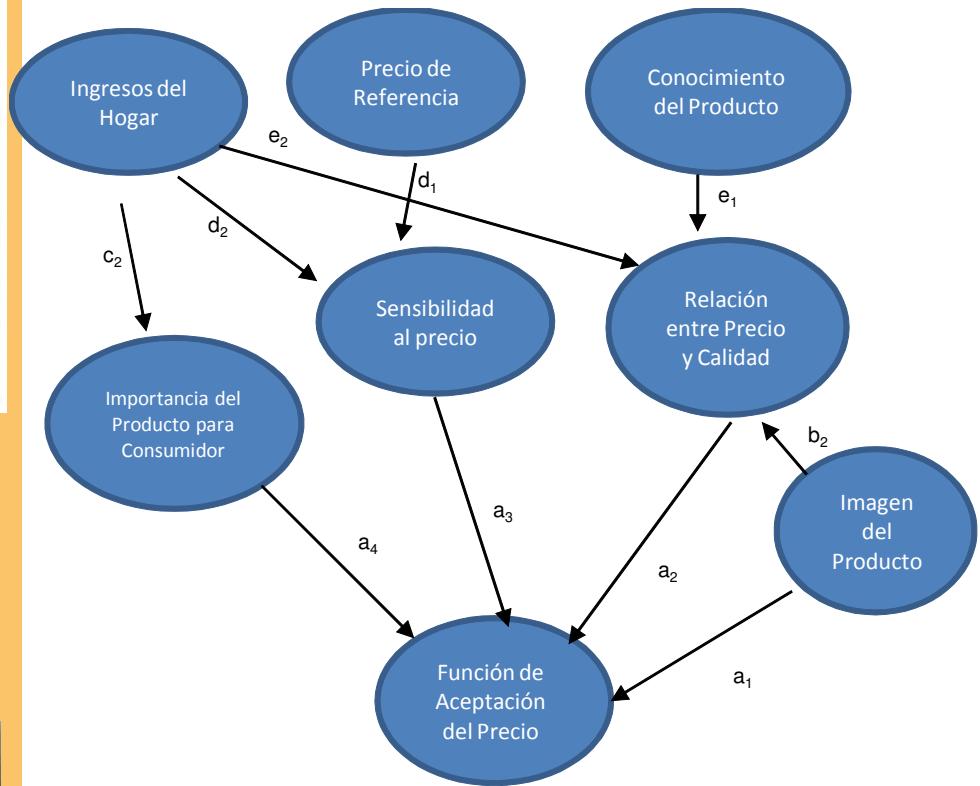 Ingresos del
Hogar
Precio de
Referencia
Conocimiento
del Producto
e2
d1
e1
d2
c2
Sensibilidad
al precio
Relación
entre Precio
y Calidad
Importancia del
Producto para
Consumidor
b2
Imagen
del
Producto
a3
a4
a2
a1
Función de
Aceptación
del Precio